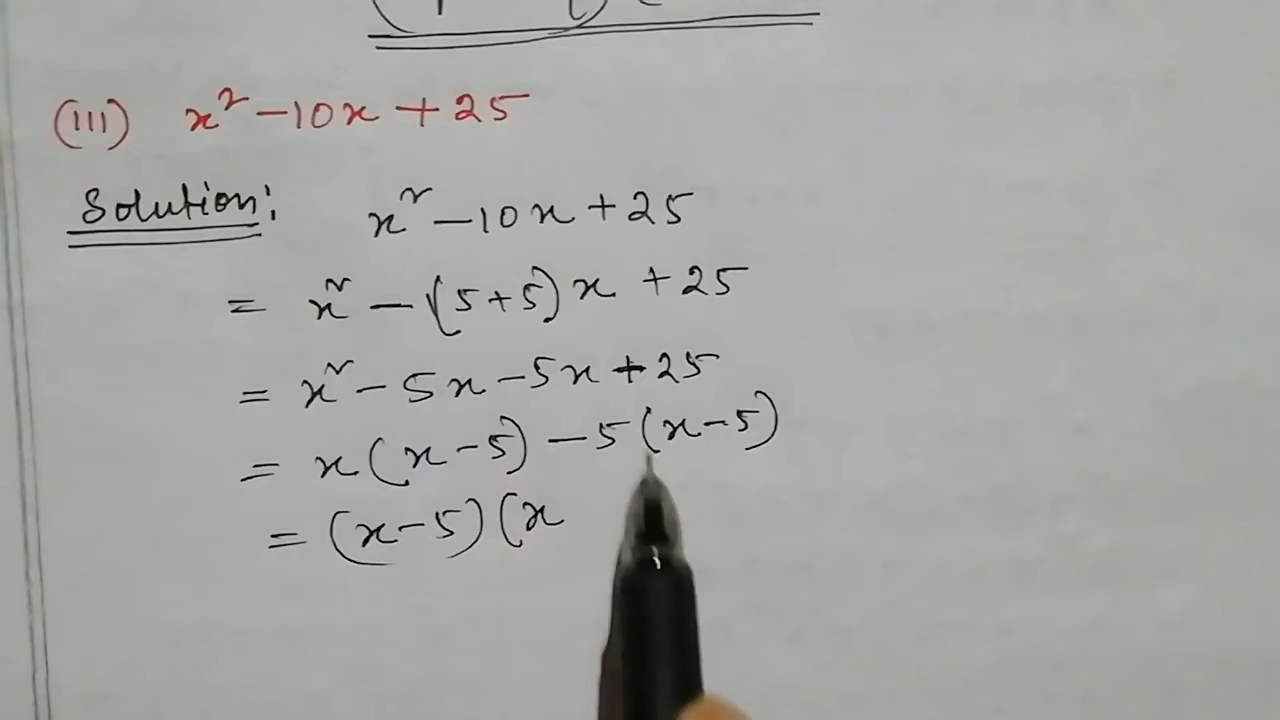 (iii) x² - 10x + 25
Solution: x² - 10x + 25
= x² - (5+5)x + 25
= x² - 5x - 5x + 25
= x(x-5) - 5(x-5)
= (x-5)(x